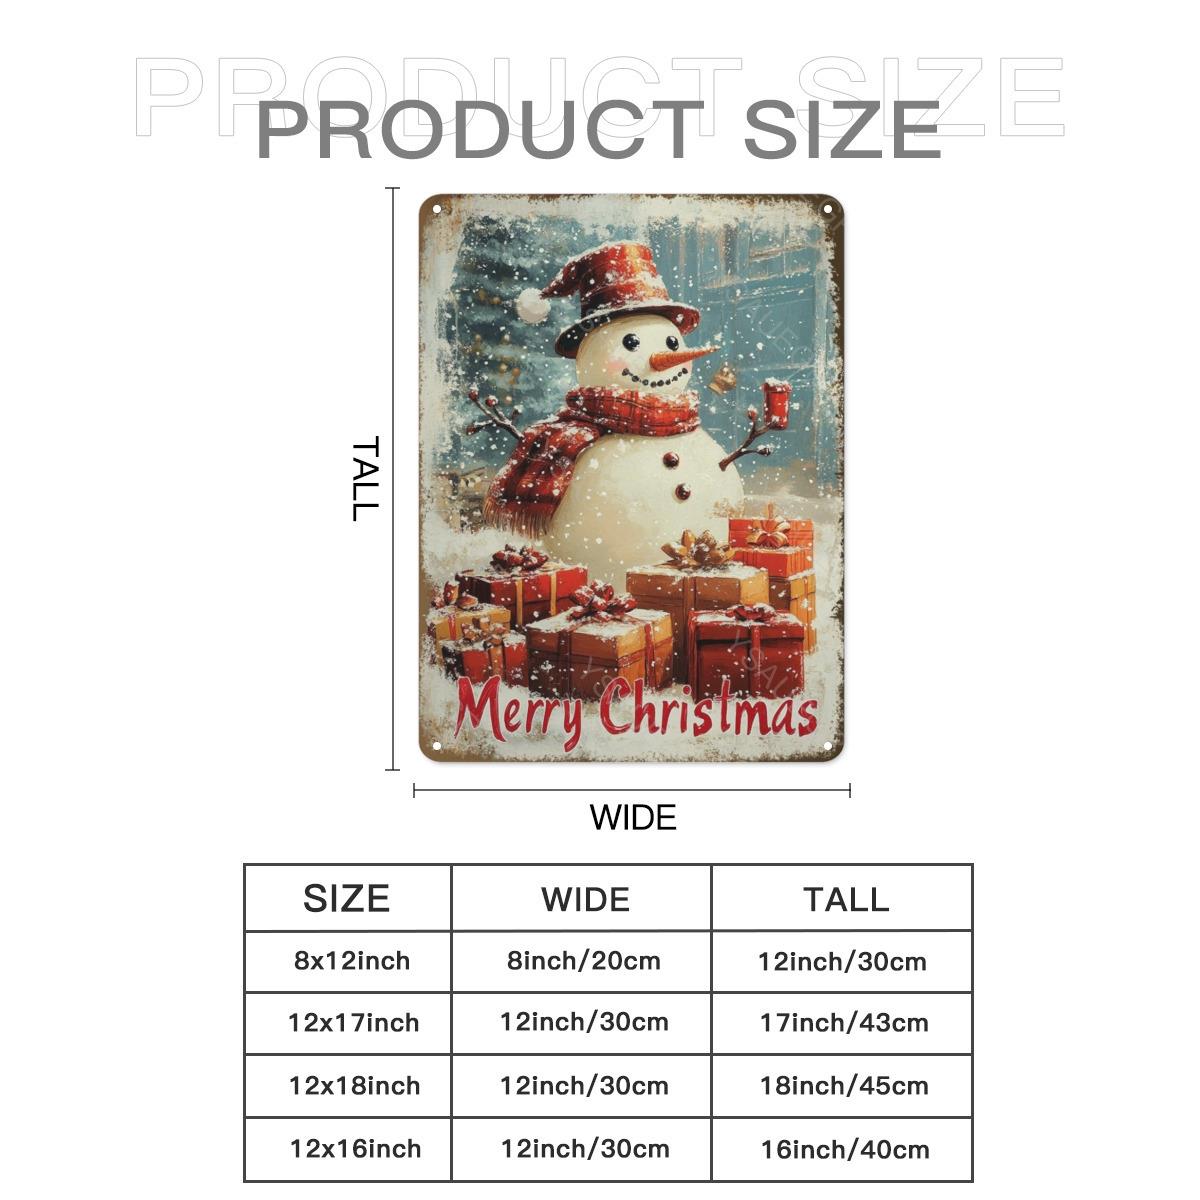 PRODUCT SIZE
PRODUCT SIZE
TALL
Merry Christmas
WIDE
SIZE WIDE TALL
8x12inch 8inch/20cm 12inch/30cm
12x17inch 12inch/30cm 17inch/43cm
12x18inch 12inch/30cm 18inch/45cm
12x16inch 12inch/30cm 16inch/40cm